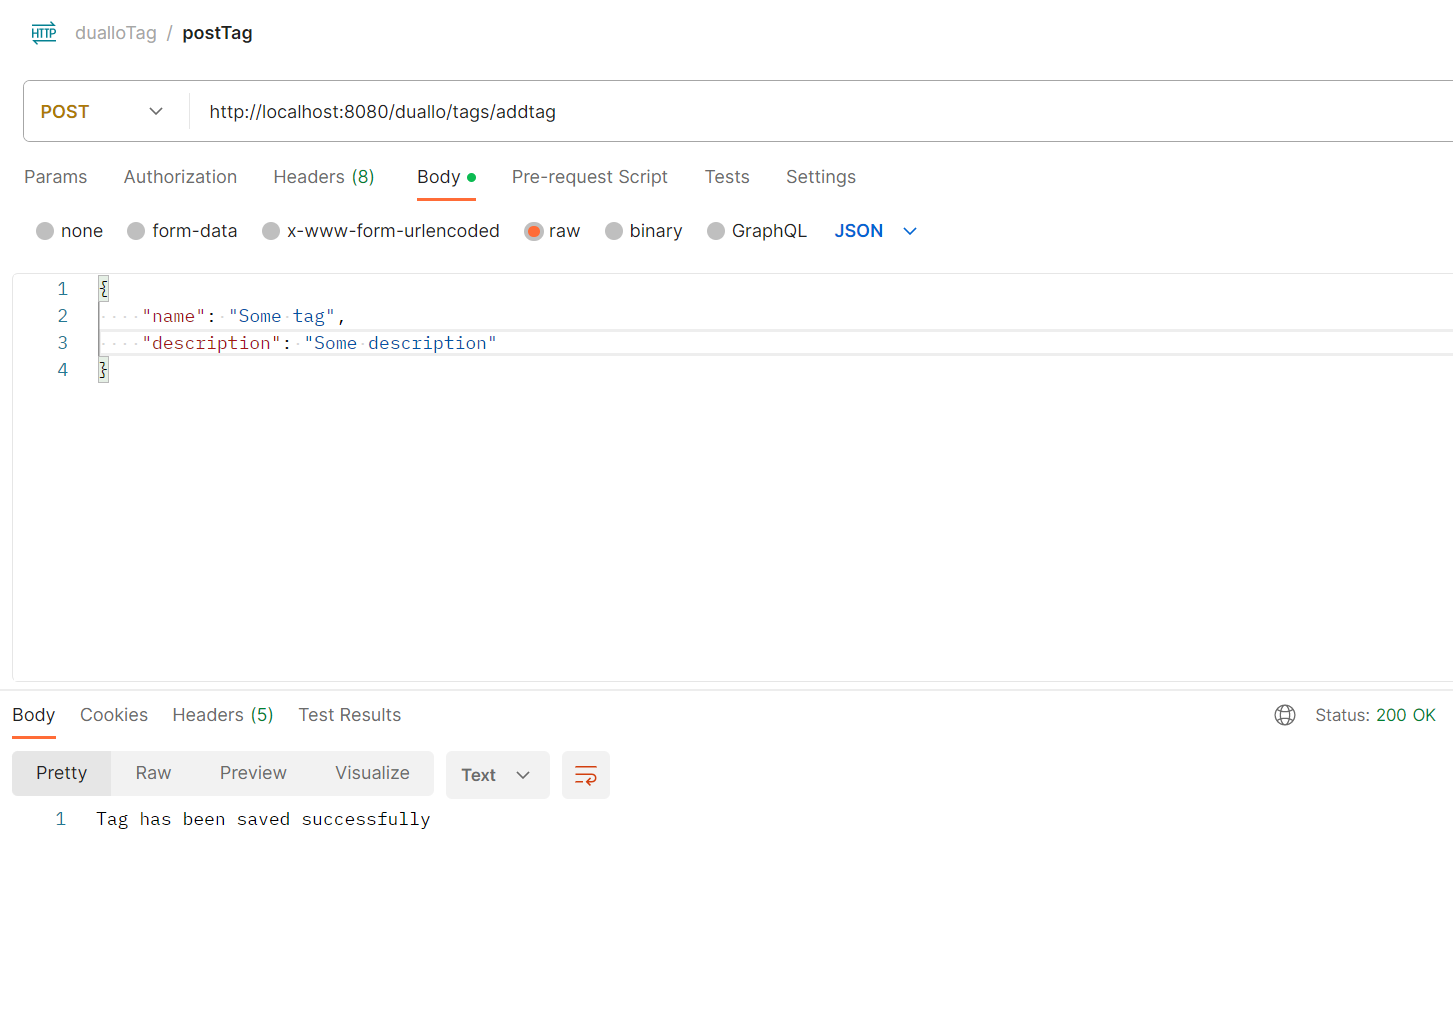 HTTP dualloTag / postTag
POST http://localhost:8080/duallo/tags/addtag
Params Authorization Headers (8) Body Pre-request Script Tests Settings
none form-data x-www-form-urlencoded raw binary GraphQL JSON
1 {
2 "name": "Some tag",
3 "description": "Some description"
4 }
Body Cookies Headers (5) Test Results Status: 200 OK
Pretty Raw Preview Visualize Text
1 Tag has been saved successfully